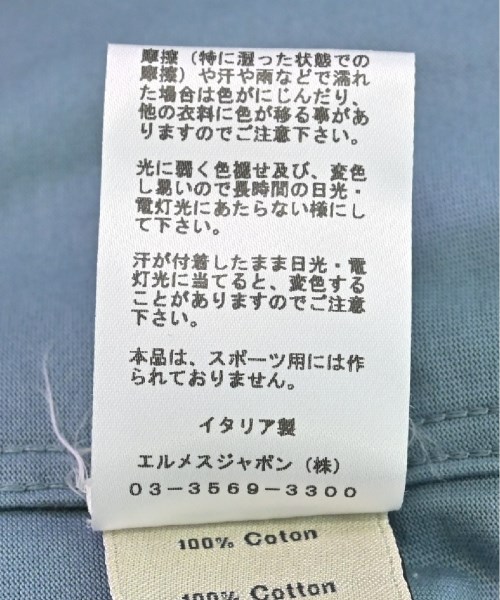 摩擦（特に湿った状態での
摩擦）や汗や雨などで濡れ
た場合は色がにじんだり、
他の衣料に色が移る事があ
りますのでご注意下さい。
光に弱く色褪せ及び、変色
し易いので長時間の日光・
電灯光にあたらない様にし
て下さい。
汗が付着したまま日光・電
灯光に当てると、変色する
ことがありますのでご注意
下さい。
本品は、スポーツ用には作
られておりません。
イタリア製
エルメスジャポン（株）
０３－３５６９－３３００
100% Coton
100% Cotton